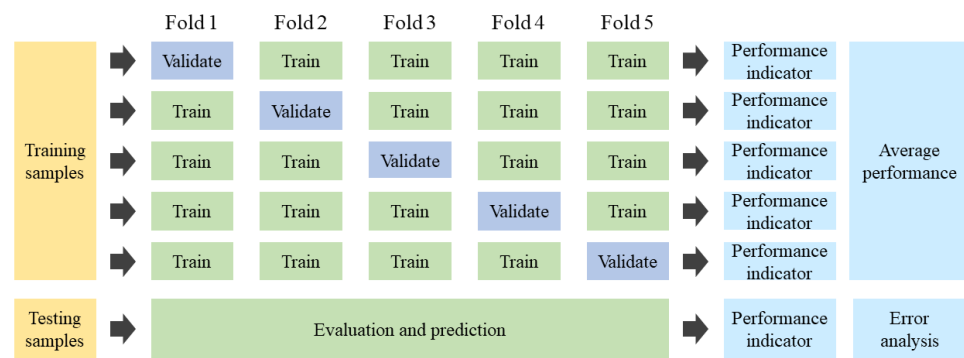 Fold 1 Fold 2 Fold 3 Fold 4 Fold 5
Training
samples
Validate Train Train Train Train Performance
indicator
Train Validate Train Train Train Performance
indicator
Train Train Validate Train Train Performance
indicator
Train Train Train Validate Train Performance
indicator
Train Train Train Train Validate Performance
indicator
Average
performance
Testing
samples
Evaluation and prediction
Performance
indicator
Error
analysis